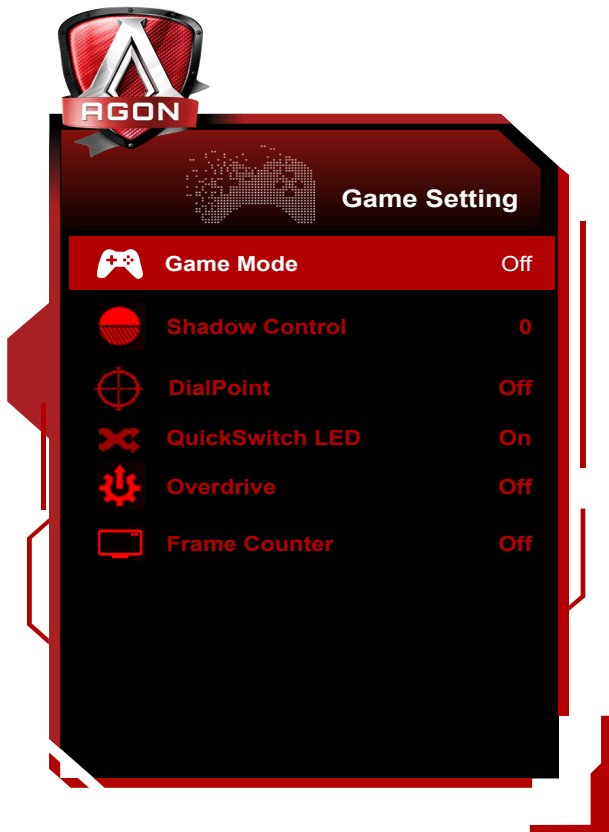 AGON
Game Setting
Game Mode Off
Shadow Control 0
DialPoint Off
QuickSwitch LED On
Overdrive Off
Frame Counter Off